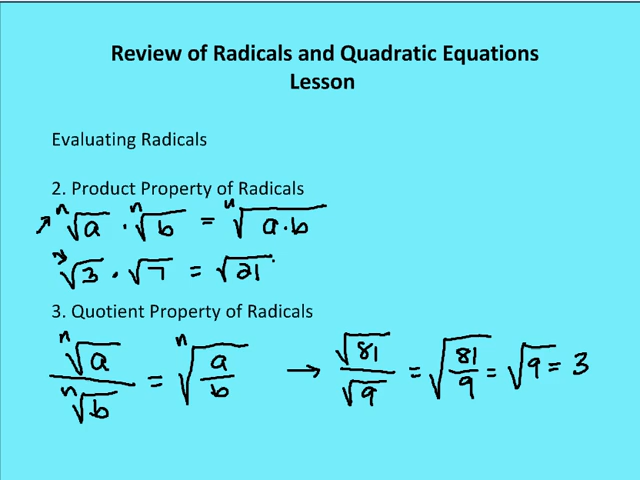 Review of Radicals and Quadratic Equations
Lesson
Evaluating Radicals
2. Product Property of Radicals
ⁿ√a · ⁿ√b = ⁿ√(a·b)
√3 · √7 = √21
3. Quotient Property of Radicals
ⁿ√a / ⁿ√b = ⁿ√(a/b) → √81 / √9 = √(81/9) = √9 = 3